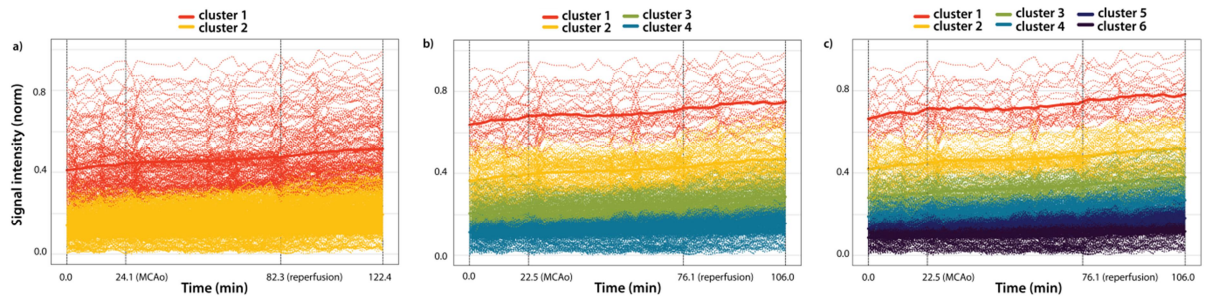 cluster 1
cluster 2
cluster 1 cluster 3
cluster 2 cluster 4
cluster 1 cluster 3 cluster 5
cluster 2 cluster 4 cluster 6
a)
b)
c)
Signal intensity (norm)
0.8
0.4
0.0
0.0 24.1 (MCAo) 82.3 (reperfusion) 122.4
Time (min)
0.8
0.4
0.0
0.0 22.5 (MCAo) 76.1 (reperfusion) 106.0
Time (min)
0.8
0.4
0.0
0.0 22.5 (MCAo) 76.1 (reperfusion) 106.0
Time (min)